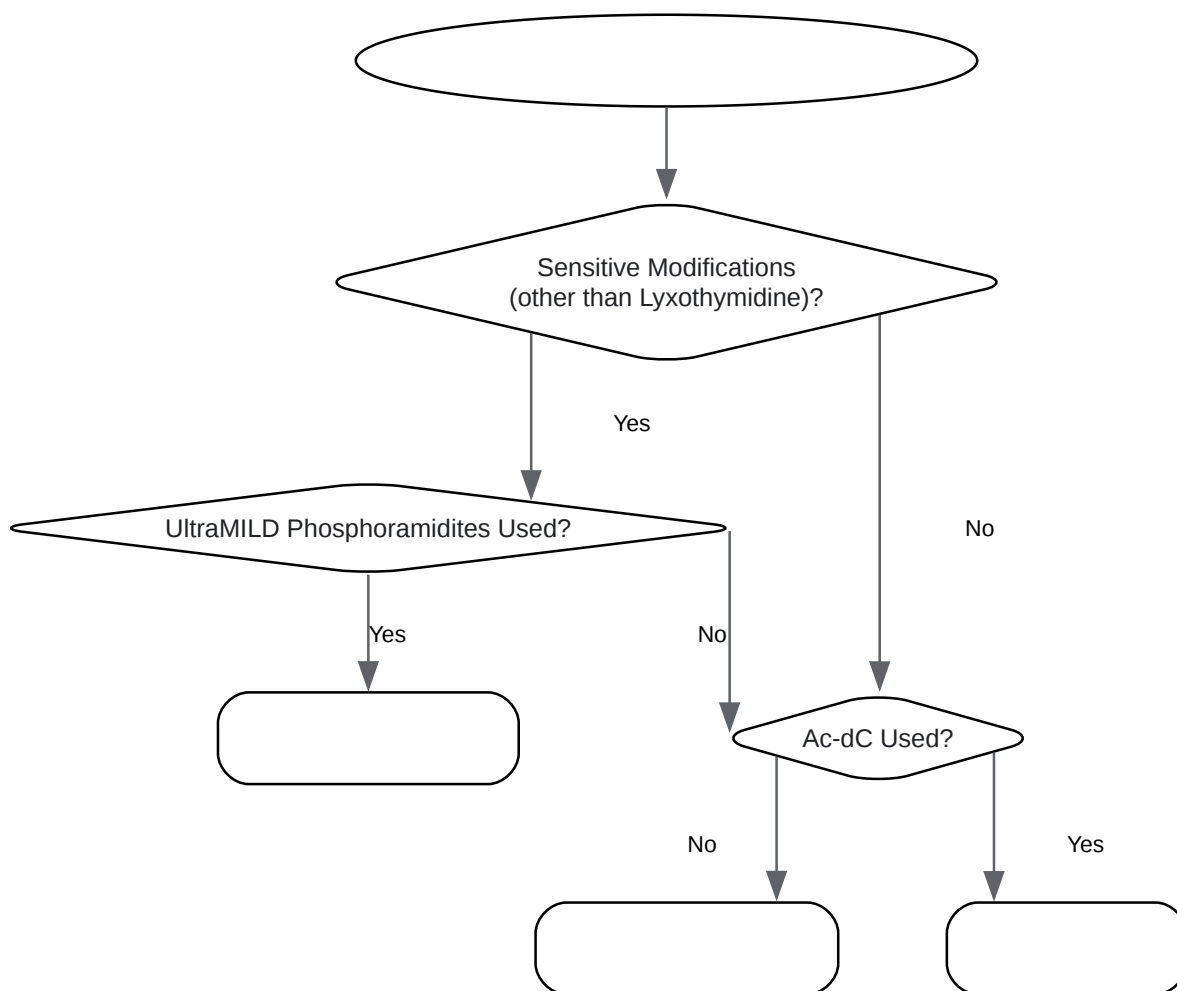 Sensitive Modifications
(other than Lyxothymidine)?
Yes
UltraMILD Phosphoramidites Used?
No
Yes
No
Ac-dC Used?
No
Yes